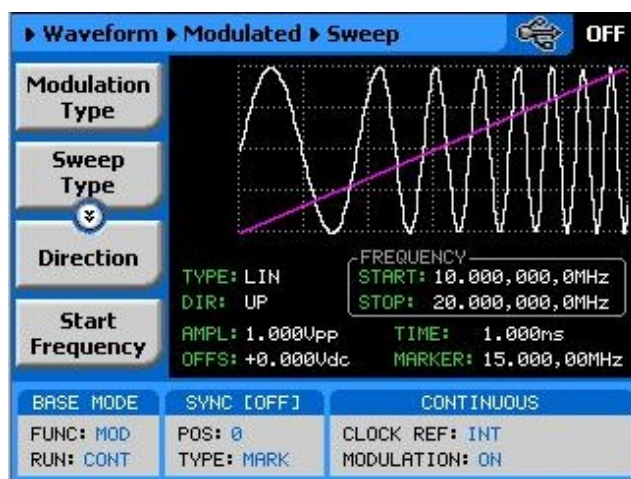 Waveform Modulated Sweep OFF
Modulation
Type
Sweep
Type
Direction
Start
Frequency
FREQUENCY
TYPE: LIN START: 10.000,000,0MHz
DIR: UP STOP: 20.000,000,0MHz
AMPL: 1.000Vpp TIME: 1.000ms
OFFS: +0.000Vdc MARKER: 15.000,00MHz
BASE MODE SYNC [OFF] CONTINUOUS
FUNC: MOD POS: 0 CLOCK REF: INT
RUN: CONT TYPE: MARK MODULATION: ON